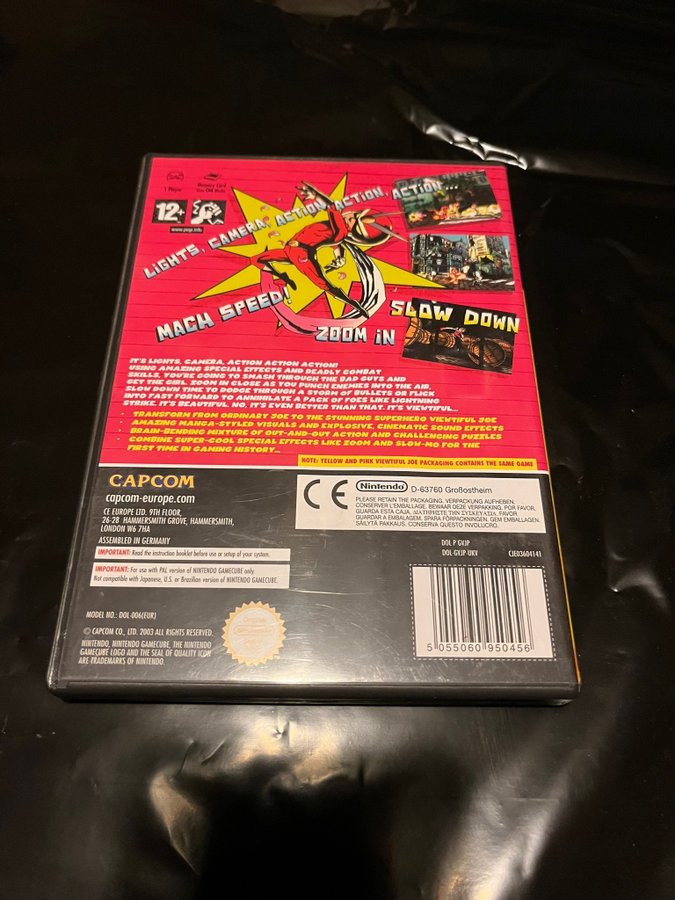 1 Player
Memory Card
12+
www.pegi.info
LIGHTS, CAMERA, ACTION, ACTION, ACTION...
MACH SPEED!
ZOOM IN
SLOW DOWN
IT'S LIGHTS, CAMERA, ACTION ACTION ACTION!
USING AMAZING SPECIAL EFFECTS AND DEADLY COMBAT
SKILLS, YOU'RE GOING TO SMASH THROUGH THE BAD GUYS AND
GET THE GIRL. ZOOM IN CLOSE AS YOU PUNCH ENEMIES INTO THE AIR,
SLOW DOWN TIME TO DODGE THROUGH A STORM OF BULLETS OR FLICK
INTO FAST FORWARD TO ANNIHILATE A PACK OF FOES LIKE LIGHTNING
STRIKE. IT'S BEAUTIFUL. NO, IT'S EVEN BETTER THAN THAT. IT'S VIEWTIFUL...
· TRANSFORM FROM ORDINARY JOE TO THE STUNNING SUPERHERO VIEWTIFUL JOE
· AMAZING MANGA-STYLED VISUALS AND EXPLOSIVE, CINEMATIC SOUND EFFECTS
· BRAIN-BENDING MIXTURE OF OUT-AND-OUT ACTION AND CHALLENGING PUZZLES
· COMBINE SUPER-COOL SPECIAL EFFECTS LIKE ZOOM AND SLOW-MO FOR THE
FIRST TIME IN GAMING HISTORY...
NOTE: YELLOW AND PINK VIEWTIFUL JOE PACKAGING CONTAINS THE SAME GAME
CAPCOM
capcom-europe.com
CE EUROPE LTD. 9TH FLOOR,
26-28 HAMMERSMITH GROVE, HAMMERSMITH,
LONDON W6 7HA
ASSEMBLED IN GERMANY
IMPORTANT: Read the instruction booklet before use or setup of your system.
IMPORTANT: For use with PAL version of NINTENDO GAMECUBE only.
Not compatible with Japanese, U.S. or Brazilian version of NINTENDO GAMECUBE.
CE
Nintendo D-63760 Großostheim
PLEASE RETAIN THE PACKAGING. VERPACKUNG AUFHEBEN.
CONSERVER L'EMBALLAGE. BEWAAR DEZE VERPAKKING. POR FAVOR,
GUARDA ESTA CAJA. ΔΙΑΤΗΡΗΣΤΕ ΤΗΝ ΣΥΣΚΕΥΑΣΙΑ. FAVOR
GUARDAR A EMBALAGEM. SPARA FÖRPACKNINGEN. GEM EMBALLAGEN.
SÄILYTÄ PAKKAUS. CONSERVA QUESTO INVOLUCRO.
DOL P GVJP
DOL-GVJP-UKV CJE03604141
MODEL NO.: DOL-006(EUR)
© CAPCOM CO., LTD. 2003 ALL RIGHTS RESERVED.
NINTENDO, NINTENDO GAMECUBE, THE NINTENDO
GAMECUBE LOGO AND THE SEAL OF QUALITY ICON
ARE TRADEMARKS OF NINTENDO.
5 055060 950456